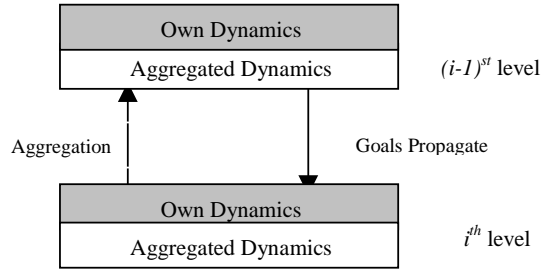 Own Dynamics
Aggregated Dynamics
(i-1)st level
Aggregation
Goals Propagate
Own Dynamics
Aggregated Dynamics
ith level